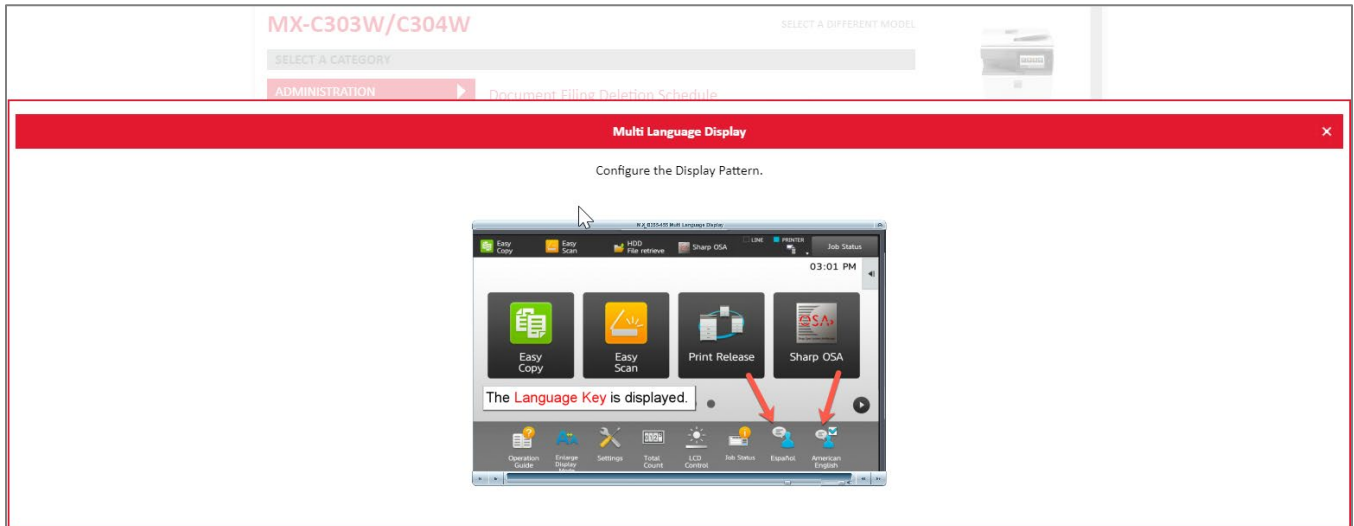 MX-C303W/C304W
SELECT A DIFFERENT MODEL
SELECT A CATEGORY
ADMINISTRATION
Document Filing Deletion Schedule
Multi Language Display
Configure the Display Pattern.
Multi Language Display
Easy
Copy
Easy
Scan
HDD
File retrieve
Sharp OSA
LINE
PRINTER
Job Status
03:01 PM
Easy
Copy
Easy
Scan
Print Release
OSA
Sharp OSA
The Language Key is displayed.
Operation
Guide
Enlarge
Display
Mode
Settings
Total
Count
LCD
Control
Job Status
Español
American
English